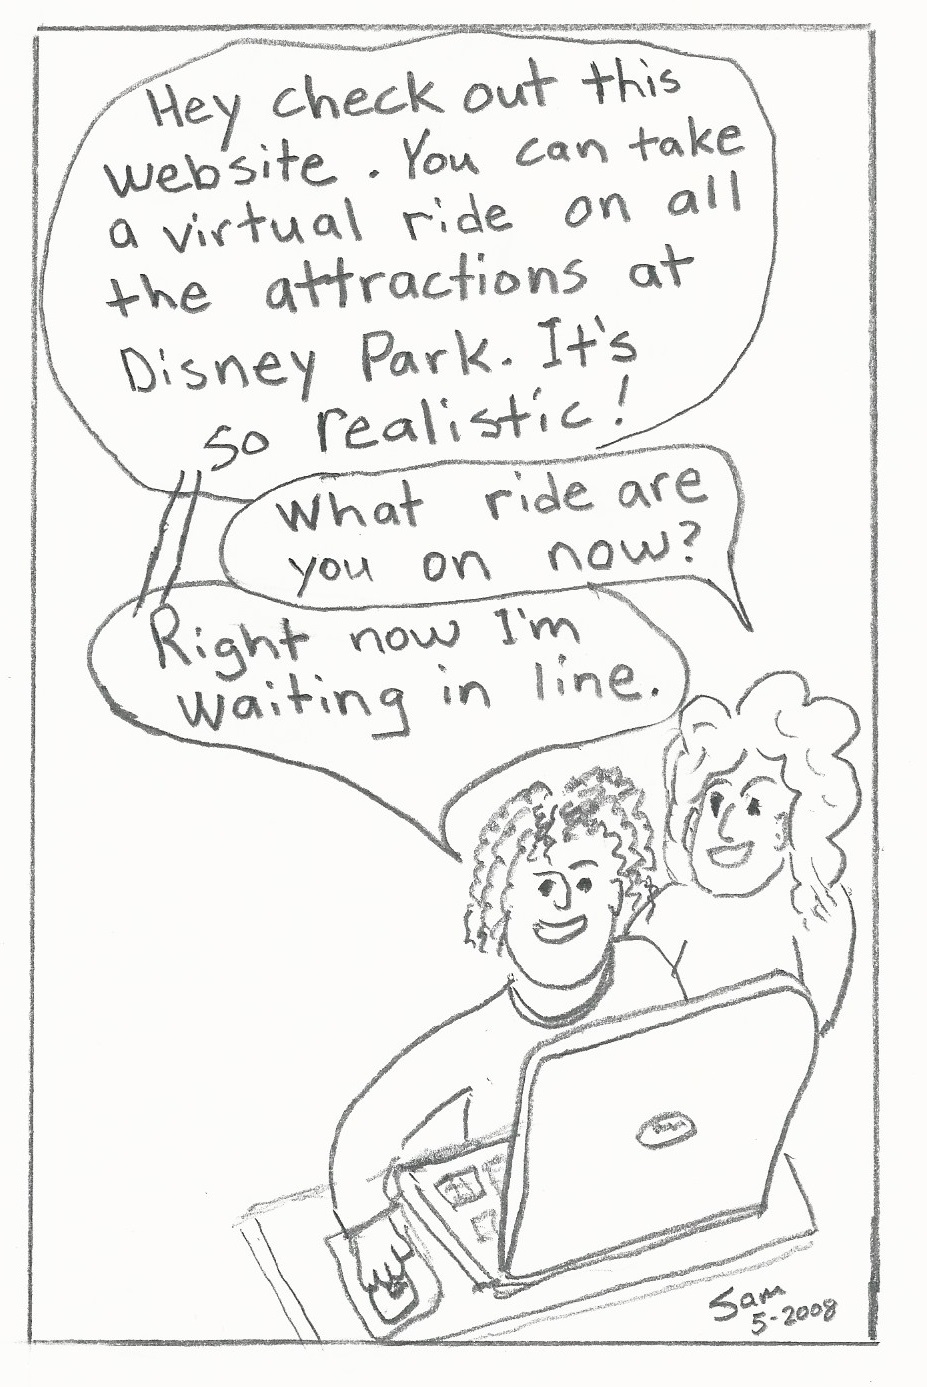 Hey check out this
website. You can take
a virtual ride on all
the attractions at
Disney Park. It's
so realistic!
What ride are
you on now?
Right now I'm
waiting in line.
Sam
5-2008